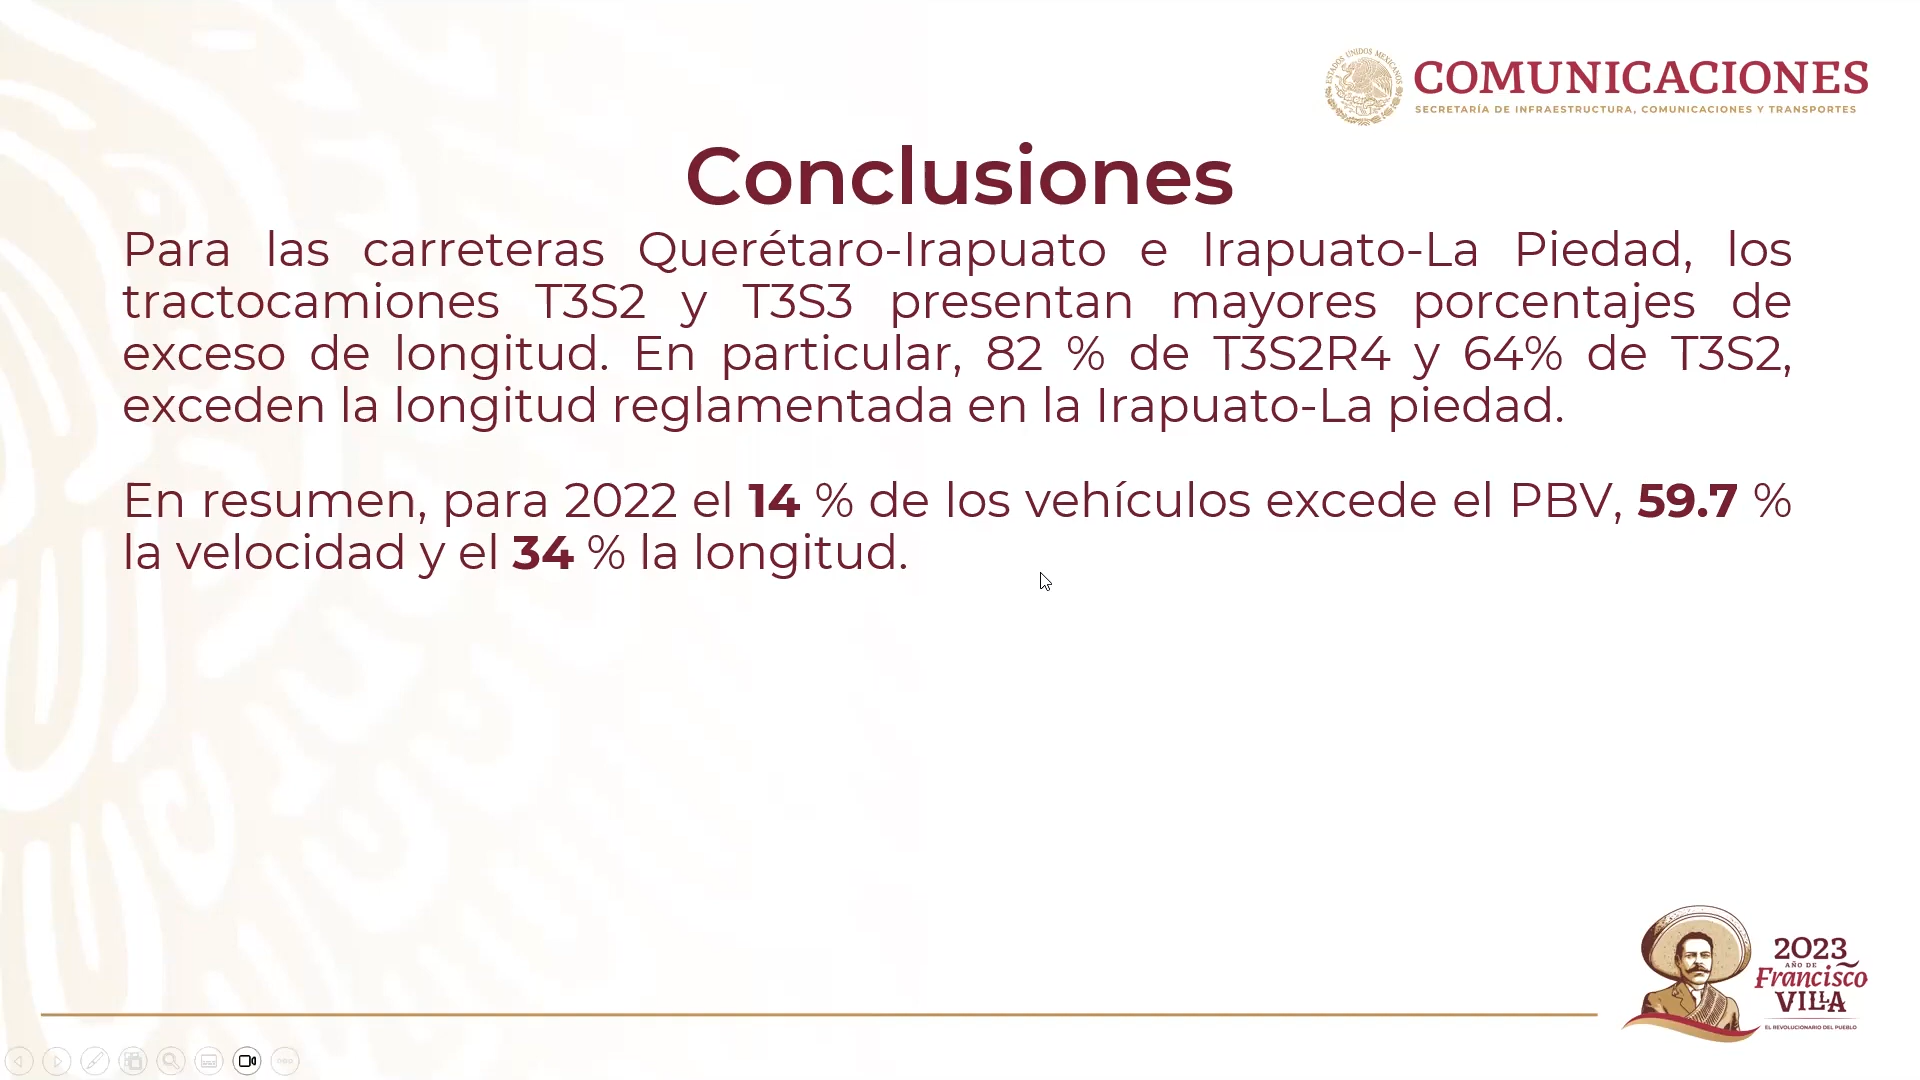 ESTADOS UNIDOS MEXICANOS
COMUNICACIONES
SECRETARÍA DE INFRAESTRUCTURA, COMUNICACIONES Y TRANSPORTES
Conclusiones
Para las carreteras Querétaro-Irapuato e Irapuato-La Piedad, los
tractocamiones T3S2 y T3S3 presentan mayores porcentajes de
exceso de longitud. En particular, 82 % de T3S2R4 y 64% de T3S2,
exceden la longitud reglamentada en la Irapuato-La piedad.
En resumen, para 2022 el 14 % de los vehículos excede el PBV, 59.7 %
la velocidad y el 34 % la longitud.
2023
AÑO DE
Francisco
VILLA
EL REVOLUCIONARIO DEL PUEBLO